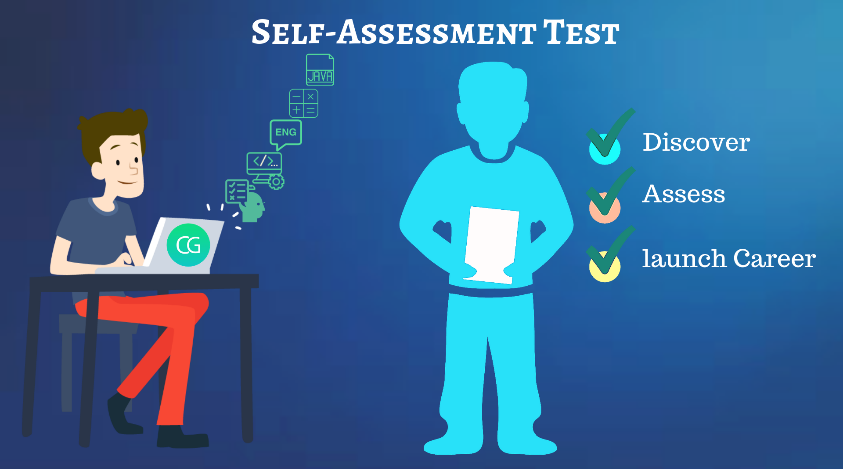 Self-Assessment Test
JAVA
ENG
</>...
CG
Discover
Assess
launch Career